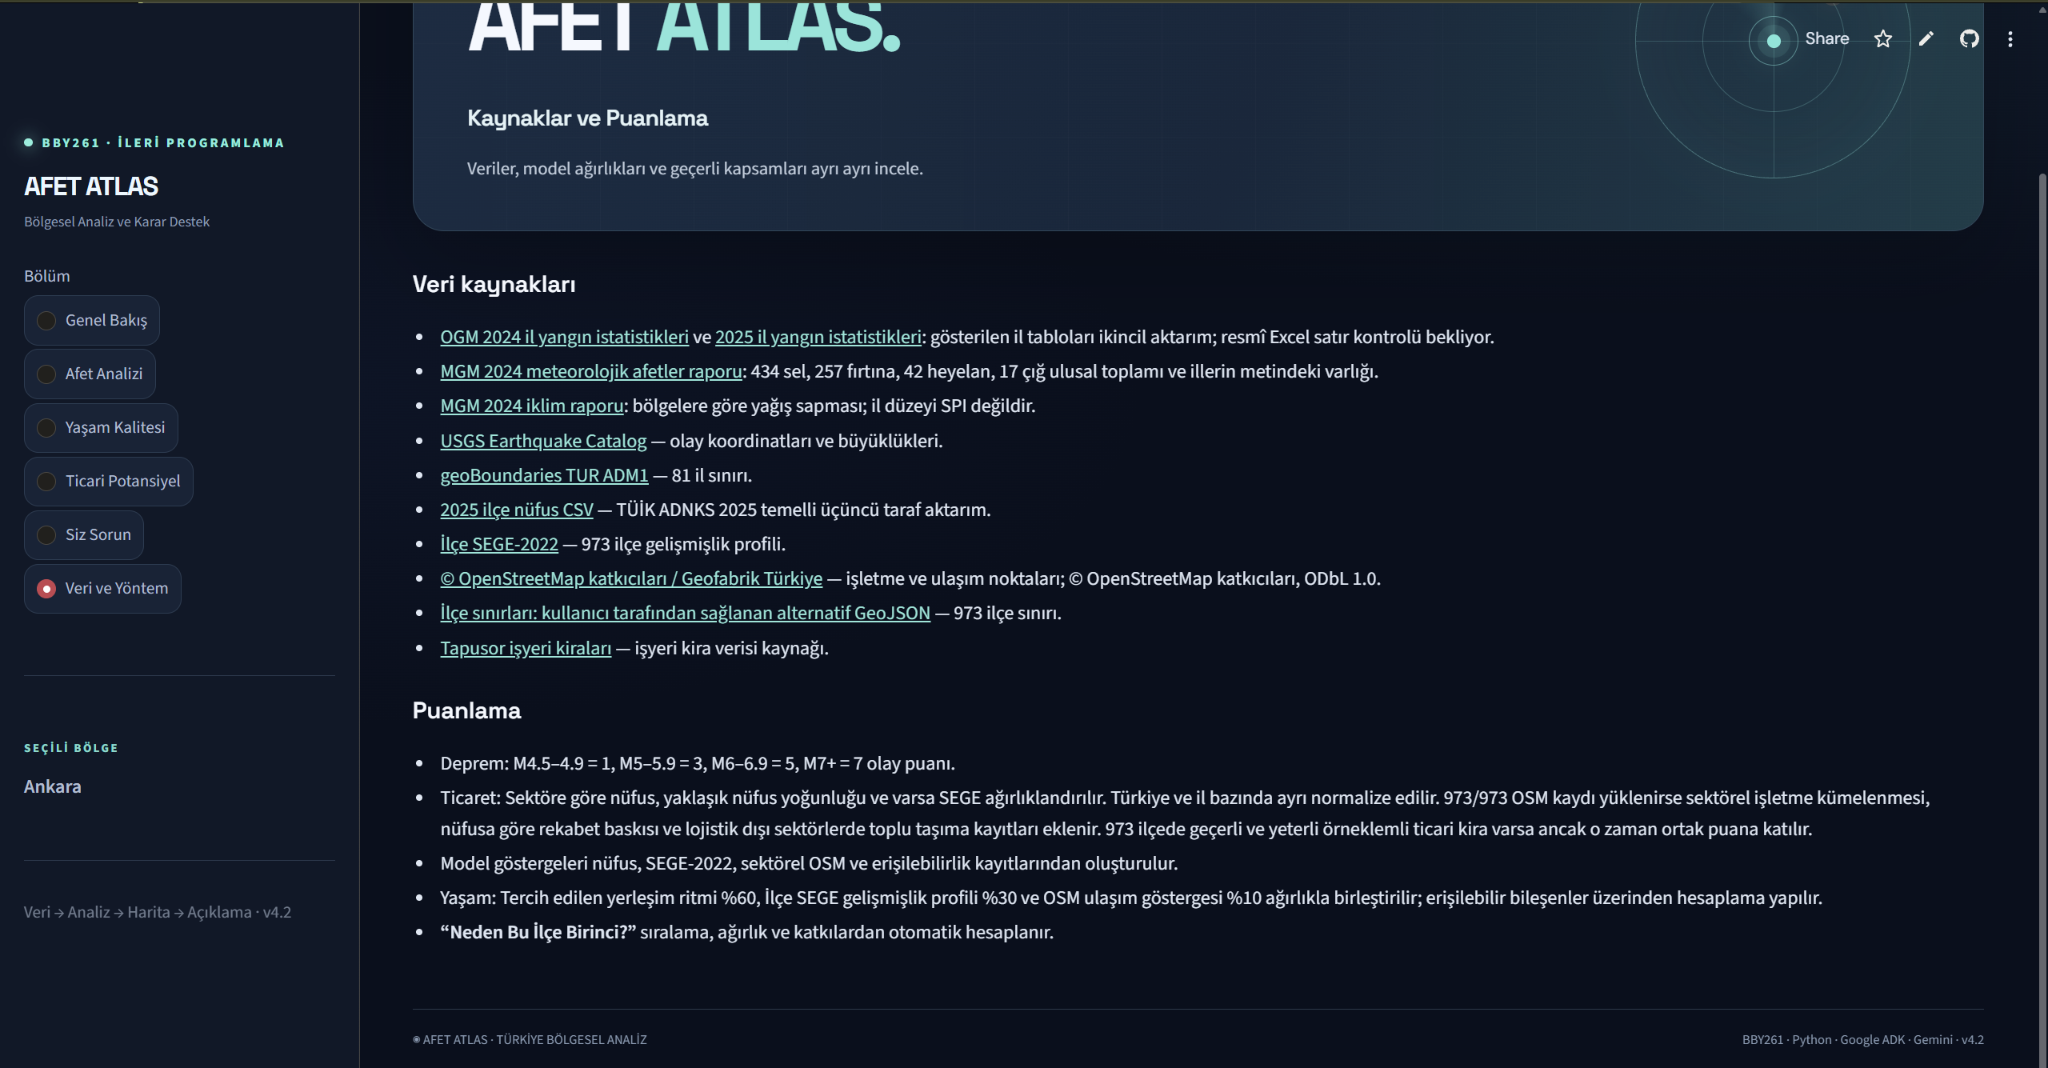 BBY261 · İLERİ PROGRAMLAMA
AFET ATLAS
Bölgesel Analiz ve Karar Destek
Bölüm
Genel Bakış
Afet Analizi
Yaşam Kalitesi
Ticari Potansiyel
Siz Sorun
Veri ve Yöntem
SEÇİLİ BÖLGE
Ankara
Veri → Analiz → Harita → Açıklama · v4.2
Share
AFET ATLAS.
Kaynaklar ve Puanlama
Veriler, model ağırlıkları ve geçerli kapsamları ayrı ayrı incele.
Veri kaynakları
• OGM 2024 il yangın istatistikleri ve 2025 il yangın istatistikleri: gösterilen il tabloları ikincil aktarım; resmî Excel satır kontrolü bekliyor.
• MGM 2024 meteorolojik afetler raporu: 434 sel, 257 fırtına, 42 heyelan, 17 çığ ulusal toplamı ve illerin metindeki varlığı.
• MGM 2024 iklim raporu: bölgelere göre yağış sapması; il düzeyi SPI değildir.
• USGS Earthquake Catalog — olay koordinatları ve büyüklükleri.
• geoBoundaries TUR ADM1 — 81 il sınırı.
• 2025 ilçe nüfus CSV — TÜİK ADNKS 2025 temelli üçüncü taraf aktarım.
• İlçe SEGE-2022 — 973 ilçe gelişmişlik profili.
• © OpenStreetMap katkıcıları / Geofabrik Türkiye — işletme ve ulaşım noktaları; © OpenStreetMap katkıcıları, ODbL 1.0.
• İlçe sınırları: kullanıcı tarafından sağlanan alternatif GeoJSON — 973 ilçe sınırı.
• Tapusor işyeri kiraları — işyeri kira verisi kaynağı.
Puanlama
• Deprem: M4.5–4.9 = 1, M5–5.9 = 3, M6–6.9 = 5, M7+ = 7 olay puanı.
• Ticaret: Sektöre göre nüfus, yaklaşık nüfus yoğunluğu ve varsa SEGE ağırlıklandırılır. Türkiye ve il bazında ayrı normalize edilir. 973/973 OSM kaydı yüklenirse sektörel işletme kümelenmesi,
nüfusa göre rekabet baskısı ve lojistik dışı sektörlerde toplu taşıma kayıtları eklenir. 973 ilçede geçerli ve yeterli örneklemli ticari kira varsa ancak o zaman ortak puana katılır.
• Model göstergeleri nüfus, SEGE-2022, sektörel OSM ve erişilebilirlik kayıtlarından oluşturulur.
• Yaşam: Tercih edilen yerleşim ritmi %60, İlçe SEGE gelişmişlik profili %30 ve OSM ulaşım göstergesi %10 ağırlıkla birleştirilir; erişilebilir bileşenler üzerinden hesaplama yapılır.
• “Neden Bu İlçe Birinci?” sıralama, ağırlık ve katkılardan otomatik hesaplanır.
AFET ATLAS · TÜRKİYE BÖLGESEL ANALİZ
BBY261 · Python · Google ADK · Gemini · v4.2